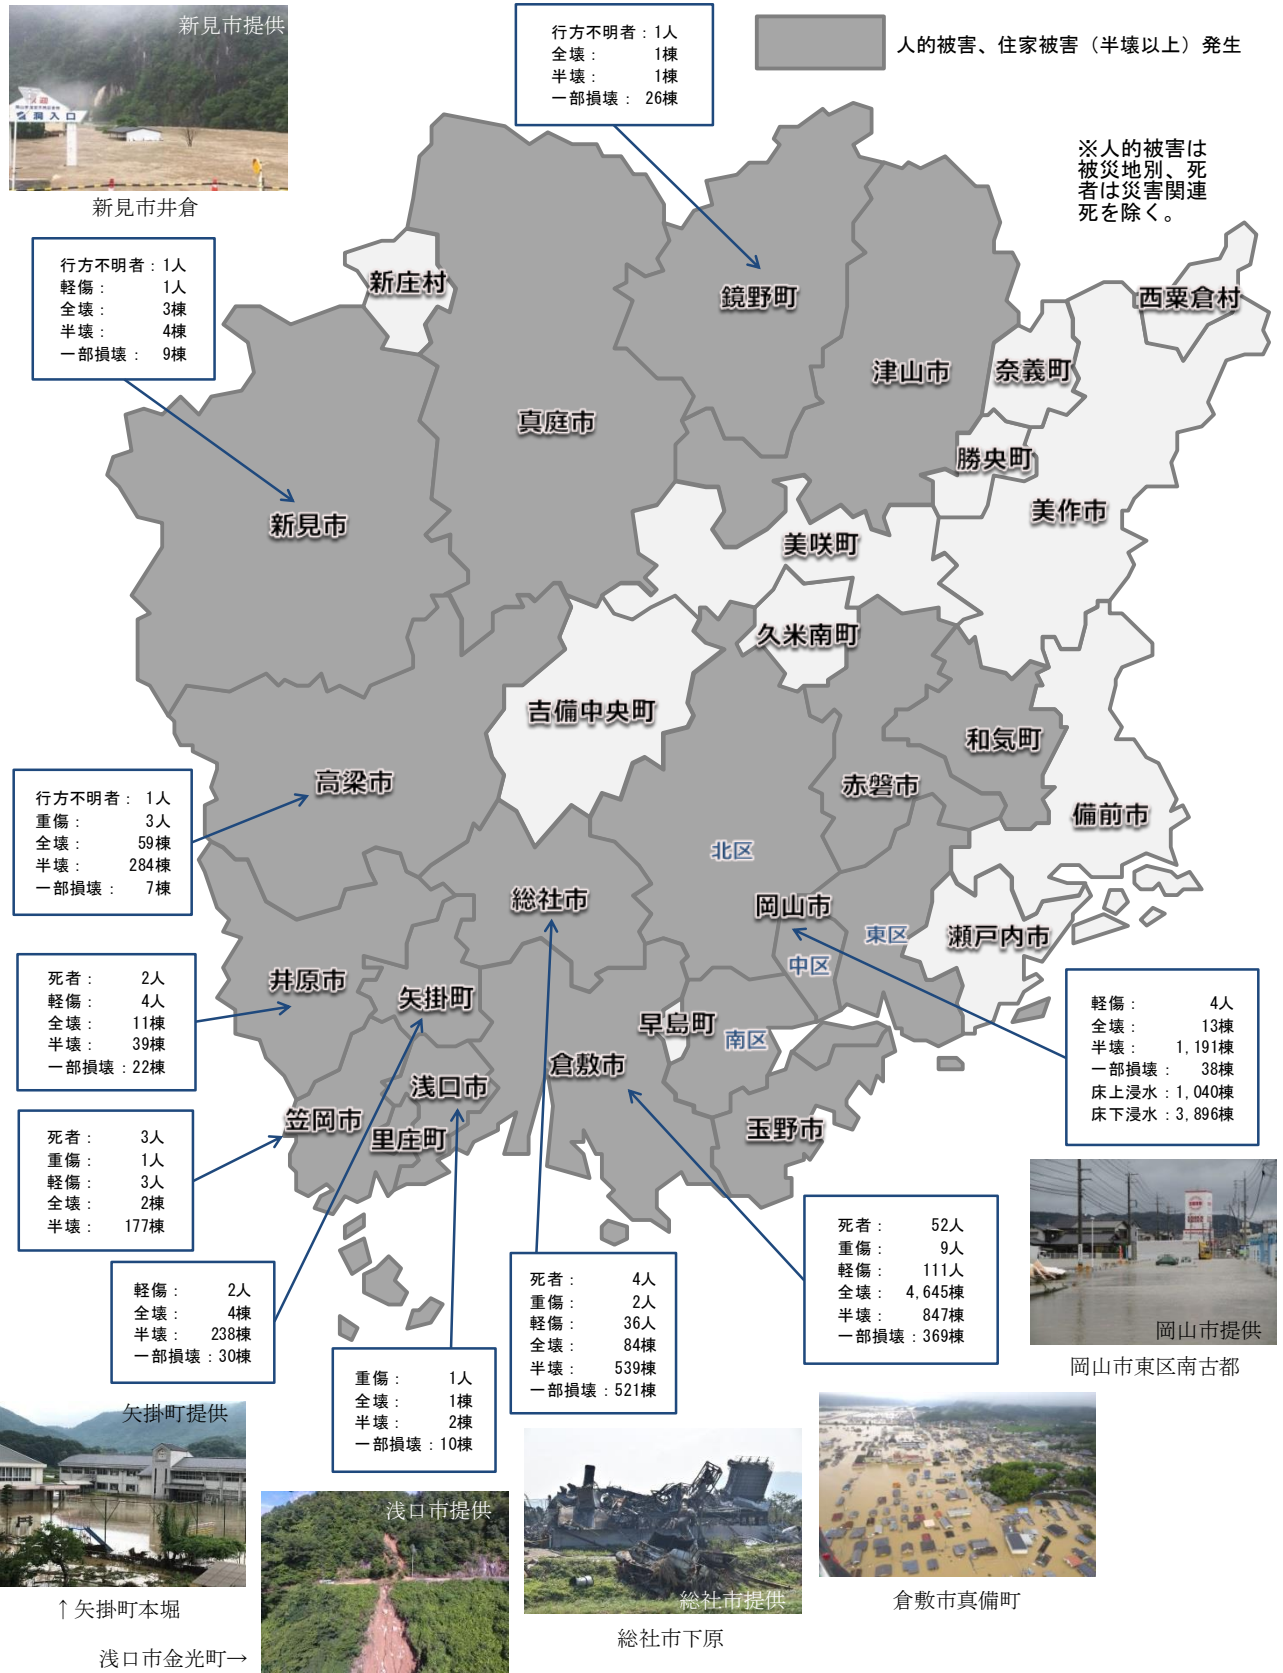 新見市提供
洞入口
新見市井倉
行方不明者：1人
全壊： 1棟
半壊： 1棟
一部損壊： 26棟
人的被害、住家被害（半壊以上）発生
※人的被害は
被災地別、死
者は災害関連
死を除く。
行方不明者：1人
軽傷： 1人
全壊： 3棟
半壊： 4棟
一部損壊： 9棟
新庄村
鏡野町
西粟倉村
津山市
奈義町
真庭市
勝央町
新見市
美作市
美咲町
久米南町
吉備中央町
和気町
高梁市
赤磐市
備前市
行方不明者： 1人
重傷： 3人
全壊： 59棟
半壊： 284棟
一部損壊： 7棟
北区
総社市
岡山市
東区
瀬戸内市
中区
井原市
矢掛町
早島町
南区
倉敷市
浅口市
笠岡市
里庄町
玉野市
死者： 2人
軽傷： 4人
全壊： 11棟
半壊： 39棟
一部損壊：22棟
軽傷： 4人
全壊： 13棟
半壊： 1,191棟
一部損壊： 38棟
床上浸水：1,040棟
床下浸水：3,896棟
死者： 3人
重傷： 1人
軽傷： 3人
全壊： 2棟
半壊： 177棟
軽傷： 2人
全壊： 4棟
半壊： 238棟
一部損壊：30棟
重傷： 1人
全壊： 1棟
半壊： 2棟
一部損壊：10棟
死者： 4人
重傷： 2人
軽傷： 36人
全壊： 84棟
半壊： 539棟
一部損壊：521棟
死者： 52人
重傷： 9人
軽傷： 111人
全壊： 4,645棟
半壊： 847棟
一部損壊：369棟
岡山市提供
岡山市東区南古都
矢掛町提供
↑矢掛町本堀
浅口市提供
浅口市金光町→
総社市提供
総社市下原
倉敷市真備町